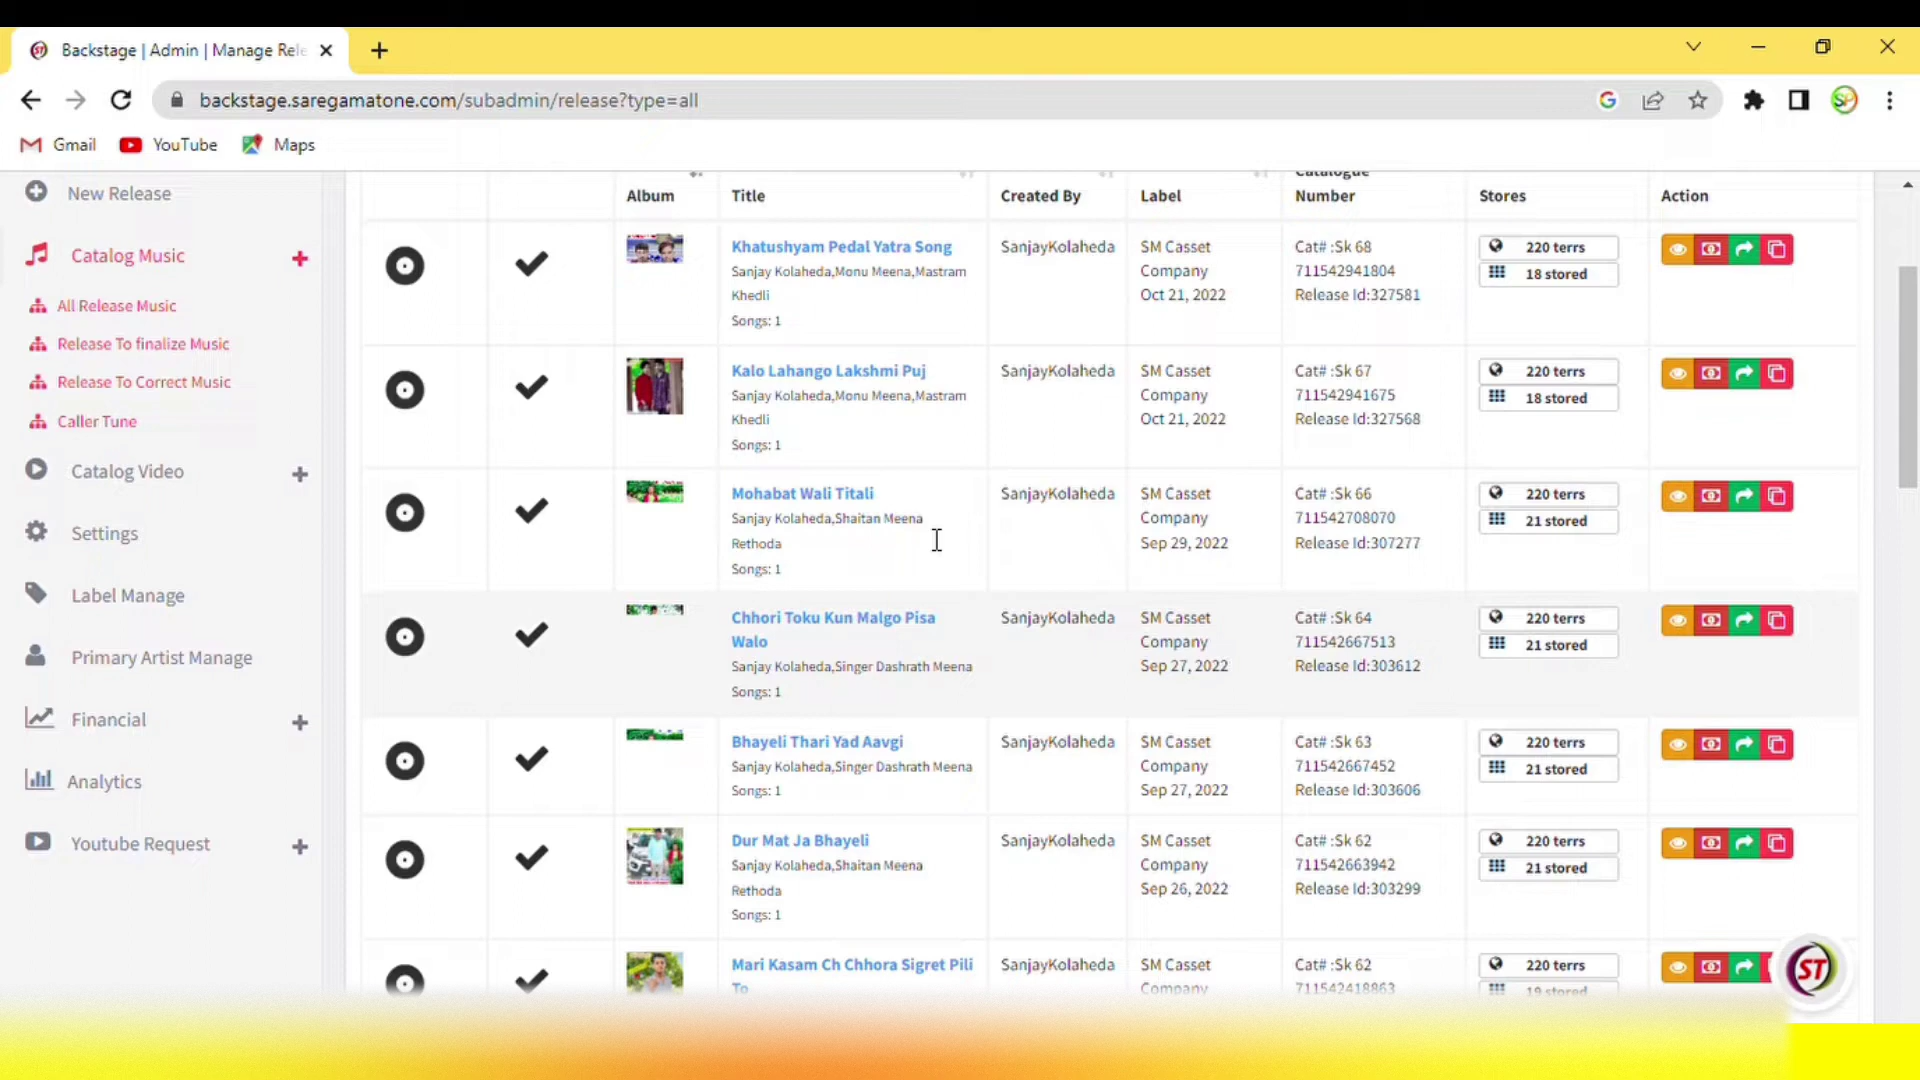 Backstage | Admin | Manage Rele
backstage.saregamatone.com/subadmin/release?type=all
Gmail YouTube Maps
New Release
Catalog Music
All Release Music
Release To finalize Music
Release To Correct Music
Caller Tune
Catalog Video
Settings
Label Manage
Primary Artist Manage
Financial
Analytics
Youtube Request
Album Title Created By Label Catalogue Number Stores Action
Khatushyam Pedal Yatra Song
Sanjay Kolaheda,Monu Meena,Mastram
Khedli
Songs: 1
SanjayKolaheda
SM Casset
Company
Oct 21, 2022
Cat# :Sk 68
711542941804
Release Id:327581
220 terrs
18 stored
Kalo Lahango Lakshmi Puj
Sanjay Kolaheda,Monu Meena,Mastram
Khedli
Songs: 1
SanjayKolaheda
SM Casset
Company
Oct 21, 2022
Cat# :Sk 67
711542941675
Release Id:327568
220 terrs
18 stored
Mohabat Wali Titali
Sanjay Kolaheda,Shaitan Meena
Rethoda
Songs: 1
SanjayKolaheda
SM Casset
Company
Sep 29, 2022
Cat# :Sk 66
711542708070
Release Id:307277
220 terrs
21 stored
Chhori Toku Kun Malgo Pisa
Walo
Sanjay Kolaheda,Singer Dashrath Meena
Songs: 1
SanjayKolaheda
SM Casset
Company
Sep 27, 2022
Cat# :Sk 64
711542667513
Release Id:303612
220 terrs
21 stored
Bhayeli Thari Yad Aavgi
Sanjay Kolaheda,Singer Dashrath Meena
Songs: 1
SanjayKolaheda
SM Casset
Company
Sep 27, 2022
Cat# :Sk 63
711542667452
Release Id:303606
220 terrs
21 stored
Dur Mat Ja Bhayeli
Sanjay Kolaheda,Shaitan Meena
Rethoda
Songs: 1
SanjayKolaheda
SM Casset
Company
Sep 26, 2022
Cat# :Sk 62
711542663942
Release Id:303299
220 terrs
21 stored
Mari Kasam Ch Chhora Sigret Pili
To
SanjayKolaheda
SM Casset
Company
Cat# :Sk 62
711542418863
220 terrs
19 stored
ST